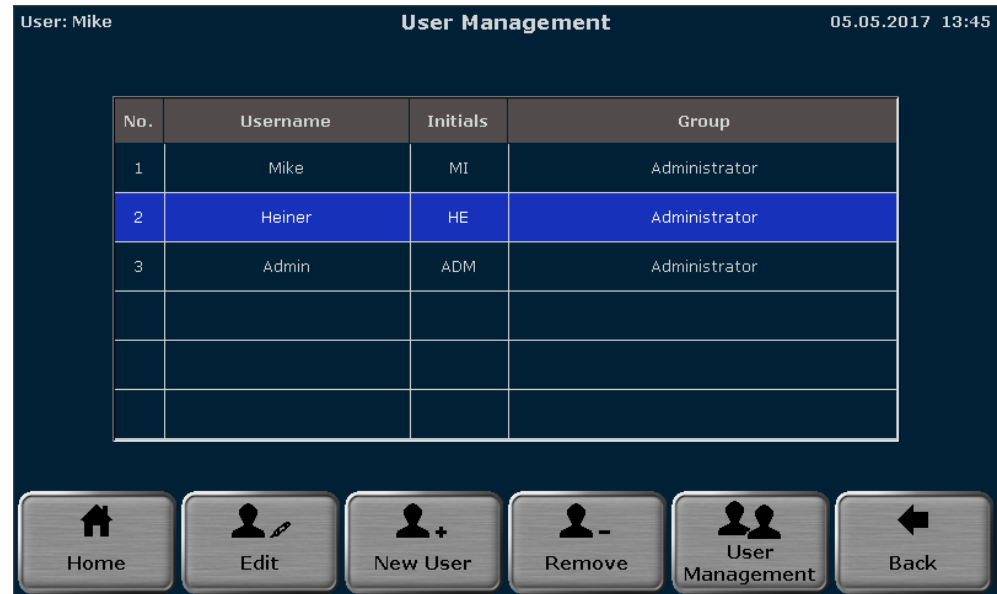 User: Mike User Management 05.05.2017 13:45
No. Username Initials Group
1 Mike MI Administrator
2 Heiner HE Administrator
3 Admin ADM Administrator
Home Edit New User Remove User Management Back